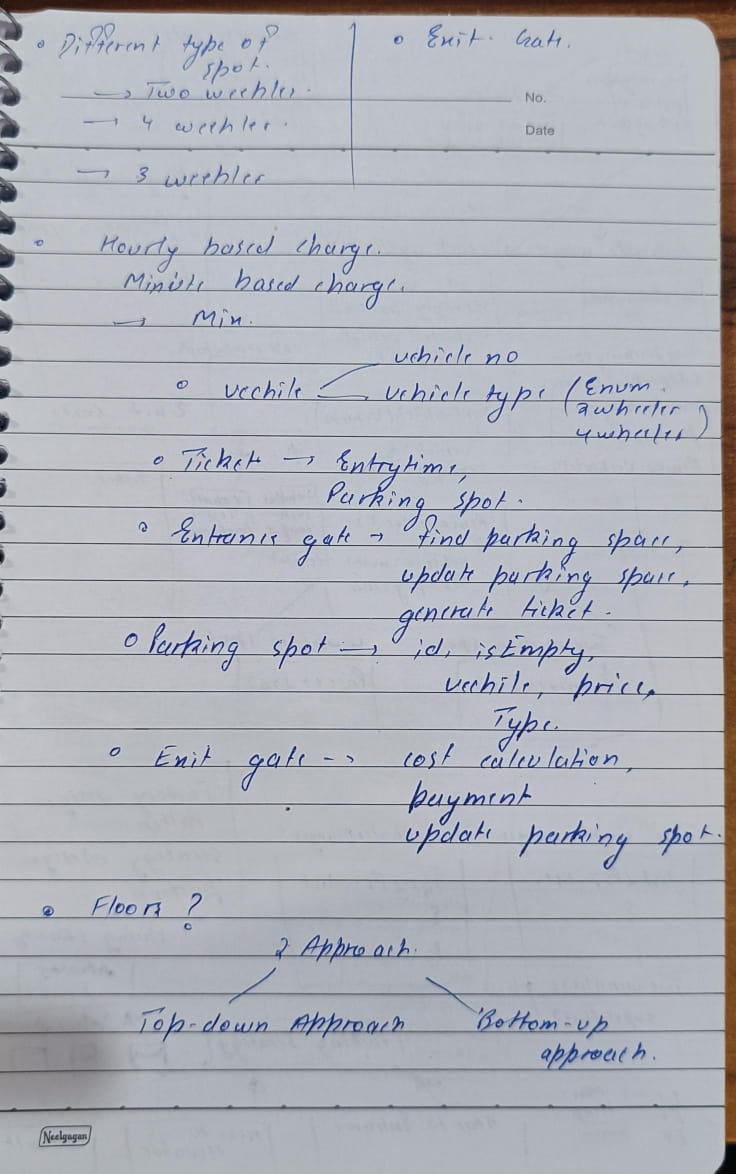 o Different type of
spot.
→ Two weehler.
→ 4 weehler.
→ 3 weehler
o Exit. Gate.
No.
Date
o Hourly based charge.
Minute based charge.
→ Min.
o vechile vehicle no
vehicle type (Enum.
2wheeler
4wheeler)
o Ticket → Entrytime,
Parking spot.
o Entrance gate → find parking space,
update parking space,
generate ticket.
o Parking spot → id, isEmpty,
vechile, price,
Type.
o Exit gate --> cost calculation,
payment
update parking spot.
o Floors?
2 Approach.
Top-down Approach
Bottom-up
approach.
Neelgagan